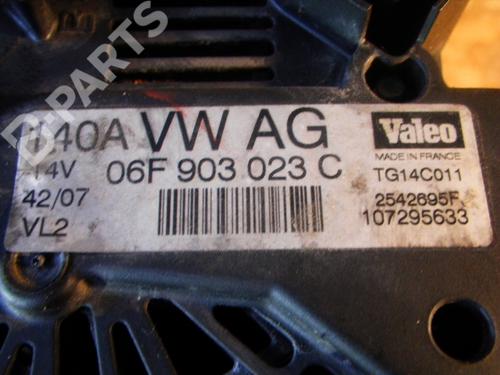 D-PARTS
140A VW AG
14V 06F 903 023 C
42/07
VL2
Valeo
MADE IN FRANCE
TG14C011
2542695F
107295633